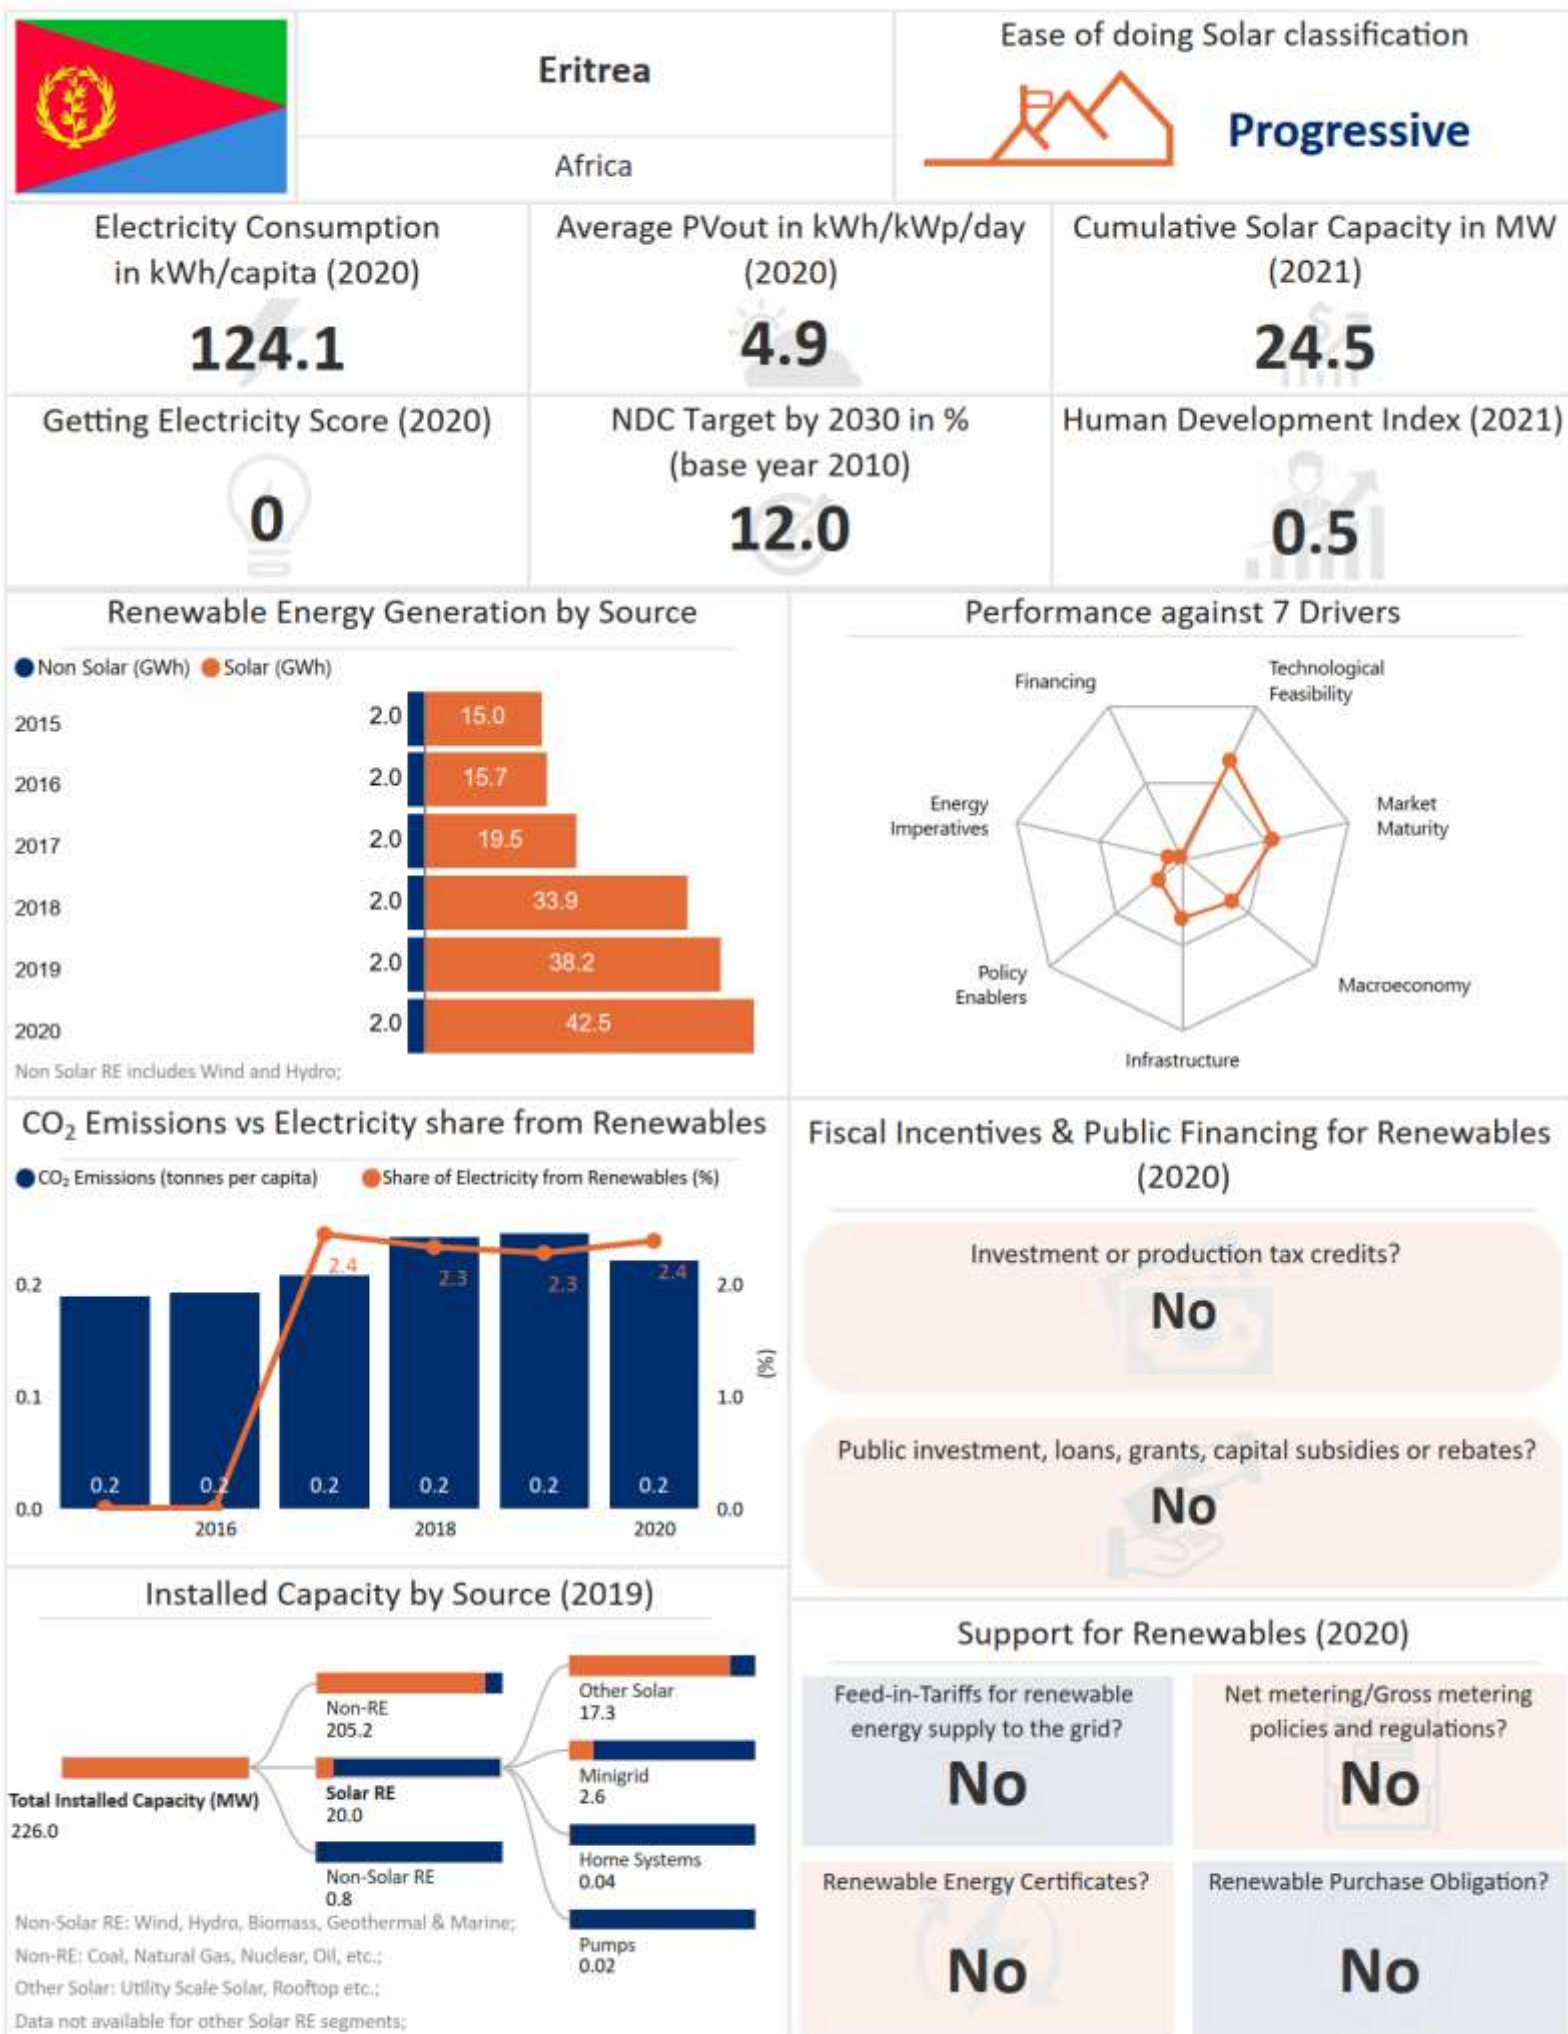 Eritrea
Africa
Ease of doing Solar classification
Progressive
Electricity Consumption
in kWh/capita (2020)
124.1
Average PVout in kWh/kWp/day
(2020)
4.9
Cumulative Solar Capacity in MW
(2021)
24.5
Getting Electricity Score (2020)
0
NDC Target by 2030 in %
(base year 2010)
12.0
Human Development Index (2021)
0.5
Renewable Energy Generation by Source
Non Solar (GWh) Solar (GWh)
2015 2.0 15.0
2016 2.0 15.7
2017 2.0 19.5
2018 2.0 33.9
2019 2.0 38.2
2020 2.0 42.5
Non Solar RE includes Wind and Hydro;
Performance against 7 Drivers
Financing
Technological
Feasibility
Energy
Imperatives
Market
Maturity
Policy
Enablers
Macroeconomy
Infrastructure
CO₂ Emissions vs Electricity share from Renewables
CO₂ Emissions (tonnes per capita) Share of Electricity from Renewables (%)
2.4 2.3 2.3 2.4
0.2 2.0
(%)
0.1 1.0
0.2 0.2 0.2 0.2 0.2 0.2
0.0 0.0
2016 2018 2020
Fiscal Incentives & Public Financing for Renewables
(2020)
Investment or production tax credits?
No
Public investment, loans, grants, capital subsidies or rebates?
No
Installed Capacity by Source (2019)
Total Installed Capacity (MW)
226.0
Non-RE
205.2
Solar RE
20.0
Non-Solar RE
0.8
Other Solar
17.3
Minigrid
2.6
Home Systems
0.04
Pumps
0.02
Non-Solar RE: Wind, Hydro, Biomass, Geothermal & Marine;
Non-RE: Coal, Natural Gas, Nuclear, Oil, etc.;
Other Solar: Utility Scale Solar, Rooftop etc.;
Data not available for other Solar RE segments;
Support for Renewables (2020)
Feed-in-Tariffs for renewable
energy supply to the grid?
No
Net metering/Gross metering
policies and regulations?
No
Renewable Energy Certificates?
No
Renewable Purchase Obligation?
No